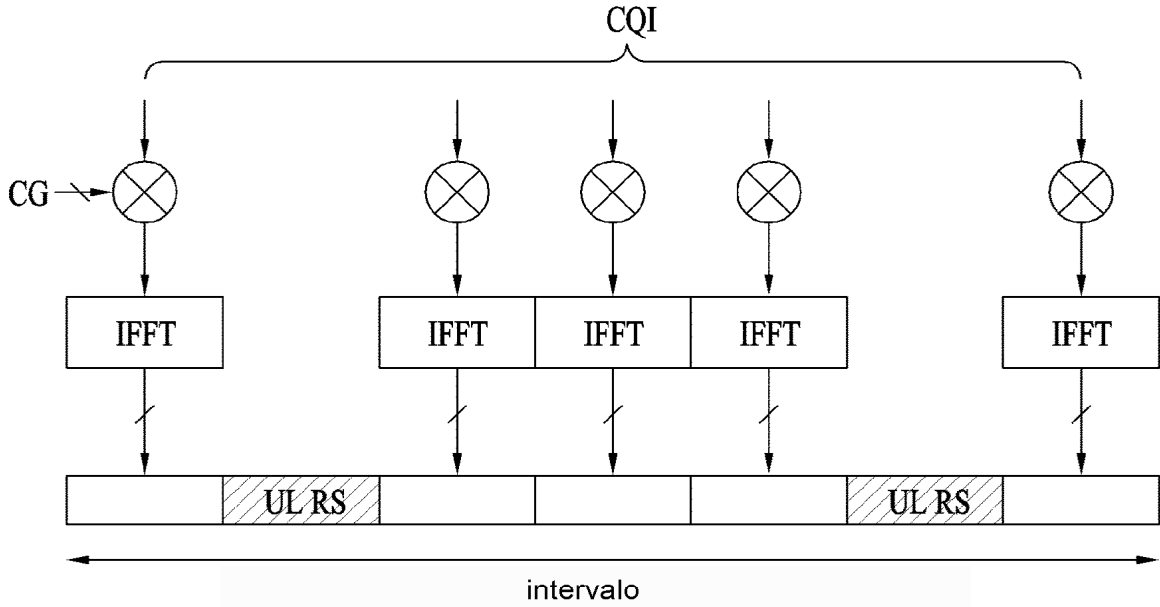 CQI
CG
IFFT IFFT IFFT IFFT IFFT
UL RS UL RS
intervalo